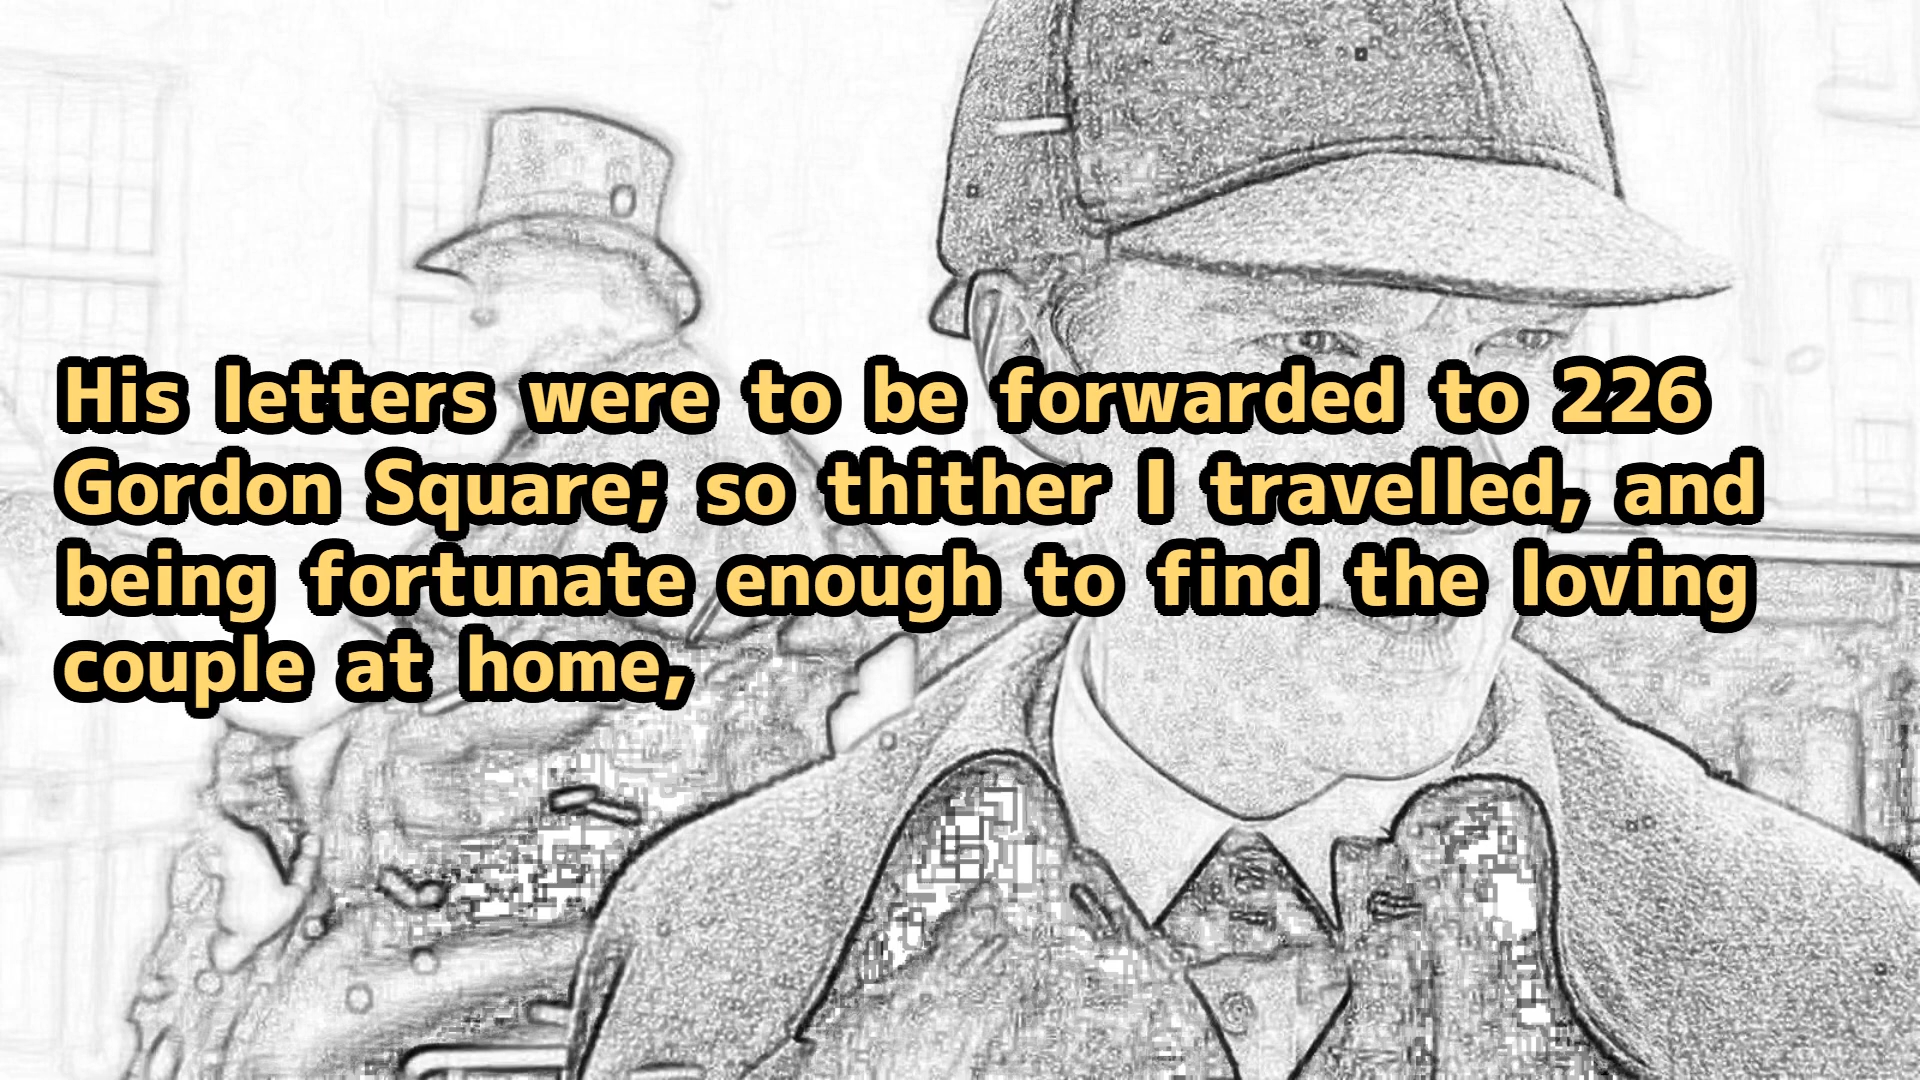 His letters were to be forwarded to 226
Gordon Square; so thither I travelled, and
being fortunate enough to find the loving
couple at home,